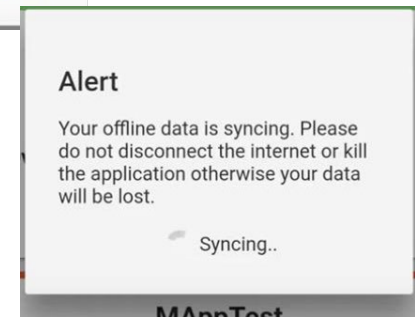 Alert
Your offline data is syncing. Please
do not disconnect the internet or kill
the application otherwise your data
will be lost.
Syncing..
MAppTest